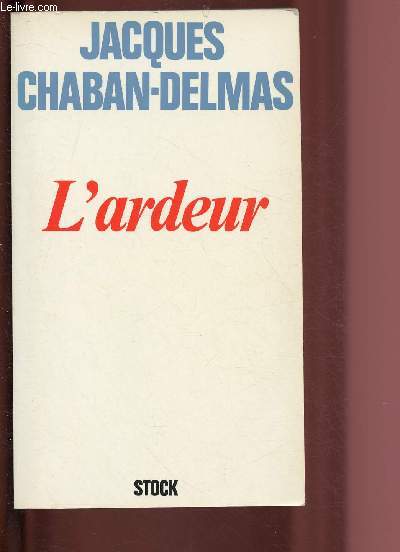 Le-livre.com
JACQUES
CHABAN-DELMAS
L'ardeur
STOCK